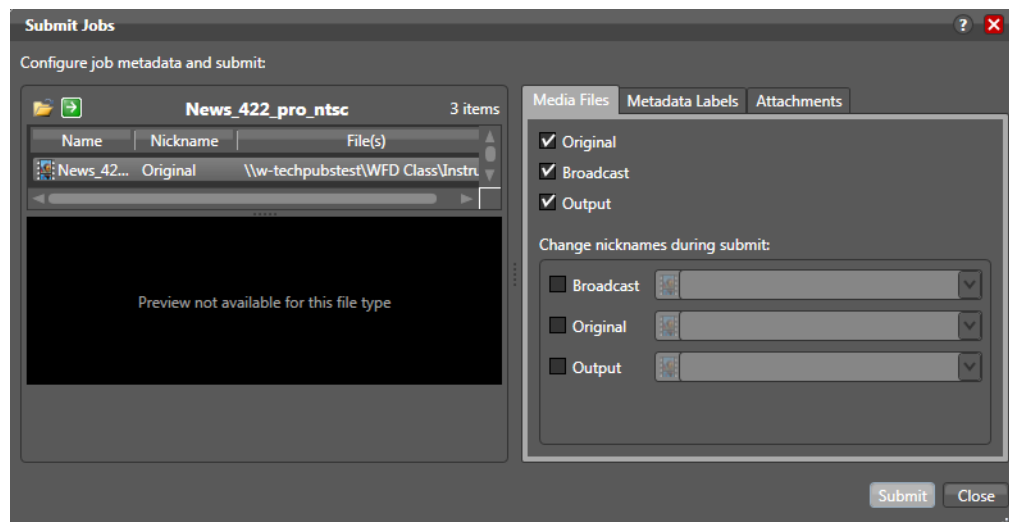 Submit Jobs
?
Configure job metadata and submit:
News_422_pro_ntsc 3 items
Name Nickname File(s)
News_42... Original \\w-techpubstest\WFD Class\Instru
Preview not available for this file type
Media Files Metadata Labels Attachments
Original
Broadcast
Output
Change nicknames during submit:
Broadcast
Original
Output
Submit Close